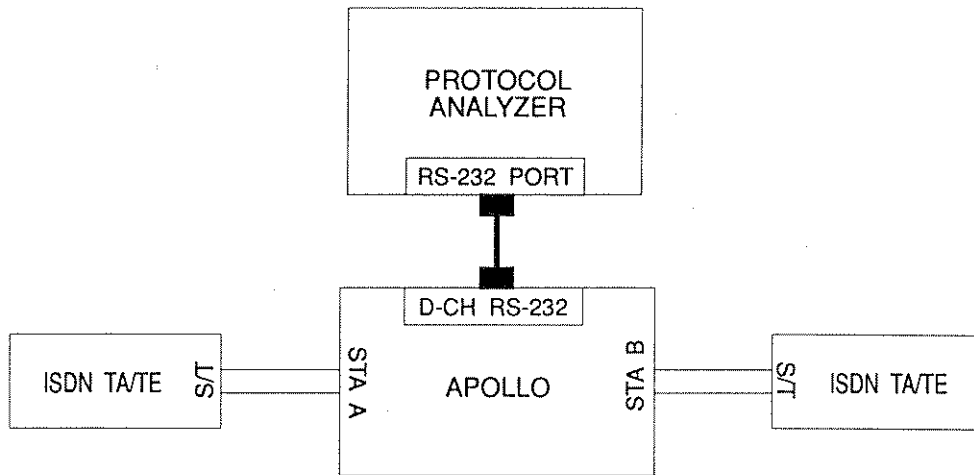 PROTOCOL
ANALYZER
RS-232 PORT
D-CH RS-232
ISDN TA/TE
S/T
STA A
APOLLO
STA B
S/T
ISDN TA/TE